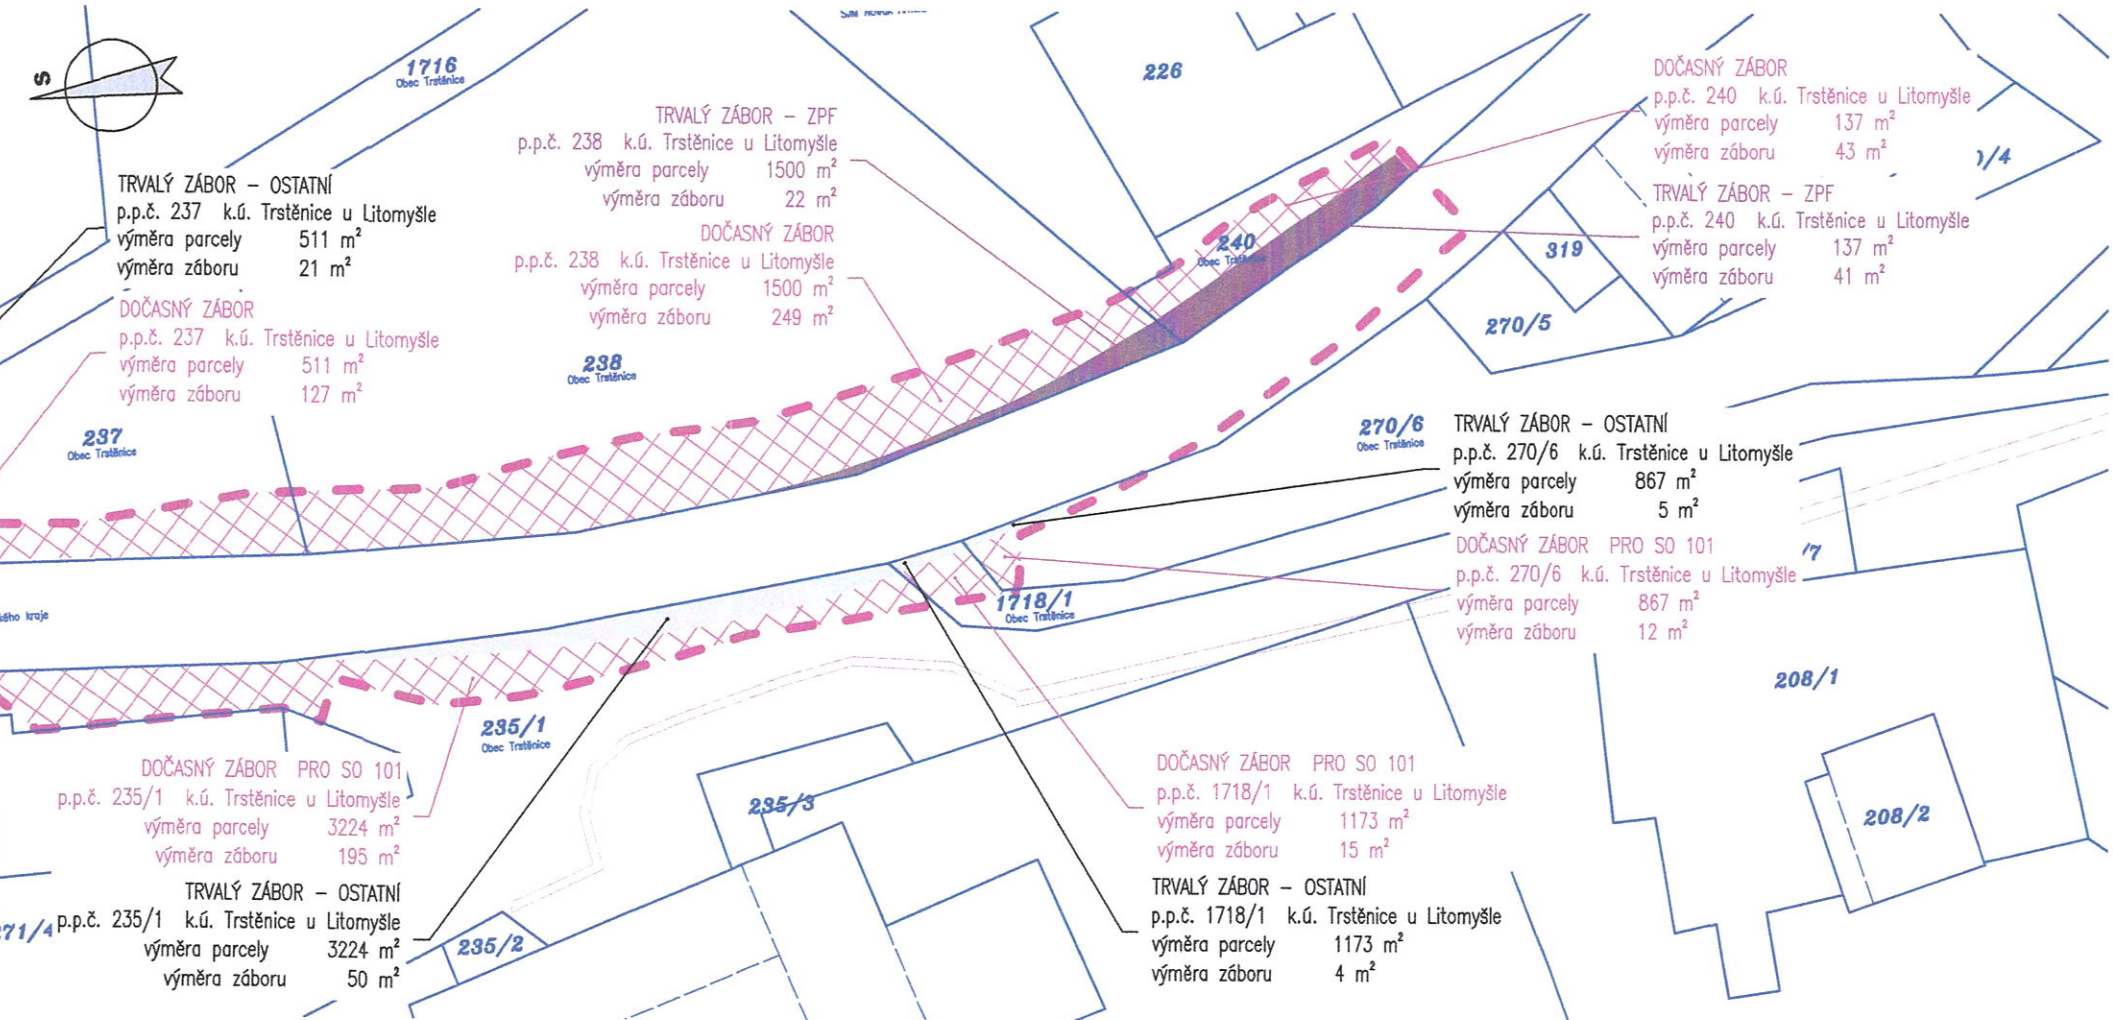 S
1716
Obec Trstěnice
226
TRVALÝ ZÁBOR – OSTATNÍ
p.p.č. 237 k.ú. Trstěnice u Litomyšle
výměra parcely 511 m²
výměra záboru 21 m²
DOČASNÝ ZÁBOR
p.p.č. 237 k.ú. Trstěnice u Litomyšle
výměra parcely 511 m²
výměra záboru 127 m²
237
Obec Trstěnice
TRVALÝ ZÁBOR – ZPF
p.p.č. 238 k.ú. Trstěnice u Litomyšle
výměra parcely 1500 m²
výměra záboru 22 m²
DOČASNÝ ZÁBOR
p.p.č. 238 k.ú. Trstěnice u Litomyšle
výměra parcely 1500 m²
výměra záboru 249 m²
238
Obec Trstěnice
240
Obec Trstěnice
DOČASNÝ ZÁBOR
p.p.č. 240 k.ú. Trstěnice u Litomyšle
výměra parcely 137 m²
výměra záboru 43 m²
/4
TRVALÝ ZÁBOR – ZPF
p.p.č. 240 k.ú. Trstěnice u Litomyšle
výměra parcely 137 m²
výměra záboru 41 m²
319
270/5
270/6
Obec Trstěnice
TRVALÝ ZÁBOR – OSTATNÍ
p.p.č. 270/6 k.ú. Trstěnice u Litomyšle
výměra parcely 867 m²
výměra záboru 5 m²
DOČASNÝ ZÁBOR PRO SO 101
p.p.č. 270/6 k.ú. Trstěnice u Litomyšle
výměra parcely 867 m²
výměra záboru 12 m²
/7
kého kraje
1718/1
Obec Trstěnice
208/1
208/2
235/1
Obec Trstěnice
DOČASNÝ ZÁBOR PRO SO 101
p.p.č. 235/1 k.ú. Trstěnice u Litomyšle
výměra parcely 3224 m²
výměra záboru 195 m²
TRVALÝ ZÁBOR – OSTATNÍ
p.p.č. 235/1 k.ú. Trstěnice u Litomyšle
výměra parcely 3224 m²
výměra záboru 50 m²
271/4
235/2
235/3
DOČASNÝ ZÁBOR PRO SO 101
p.p.č. 1718/1 k.ú. Trstěnice u Litomyšle
výměra parcely 1173 m²
výměra záboru 15 m²
TRVALÝ ZÁBOR – OSTATNÍ
p.p.č. 1718/1 k.ú. Trstěnice u Litomyšle
výměra parcely 1173 m²
výměra záboru 4 m²